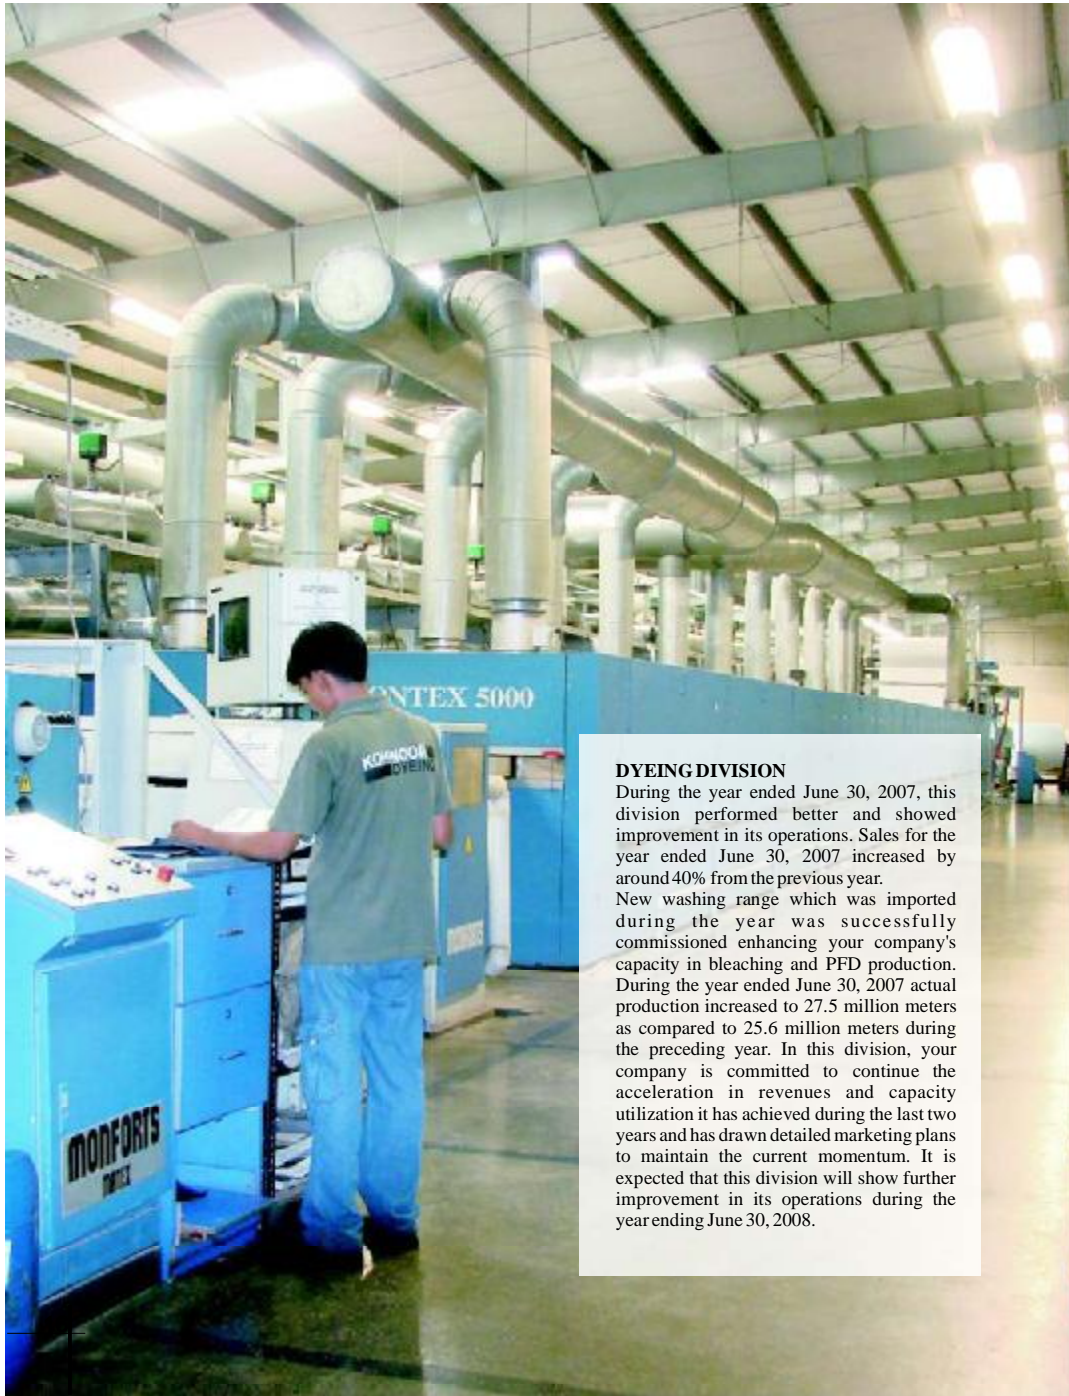 ONTEX 5000
KOHINOOR
DYEING
MONFORTS
MONFORTS
DYEING DIVISION
During the year ended June 30, 2007, this
division performed better and showed
improvement in its operations. Sales for the
year ended June 30, 2007 increased by
around 40% from the previous year.
New washing range which was imported
during the year was successfully
commissioned enhancing your company's
capacity in bleaching and PFD production.
During the year ended June 30, 2007 actual
production increased to 27.5 million meters
as compared to 25.6 million meters during
the preceding year. In this division, your
company is committed to continue the
acceleration in revenues and capacity
utilization it has achieved during the last two
years and has drawn detailed marketing plans
to maintain the current momentum. It is
expected that this division will show further
improvement in its operations during the
year ending June 30, 2008.